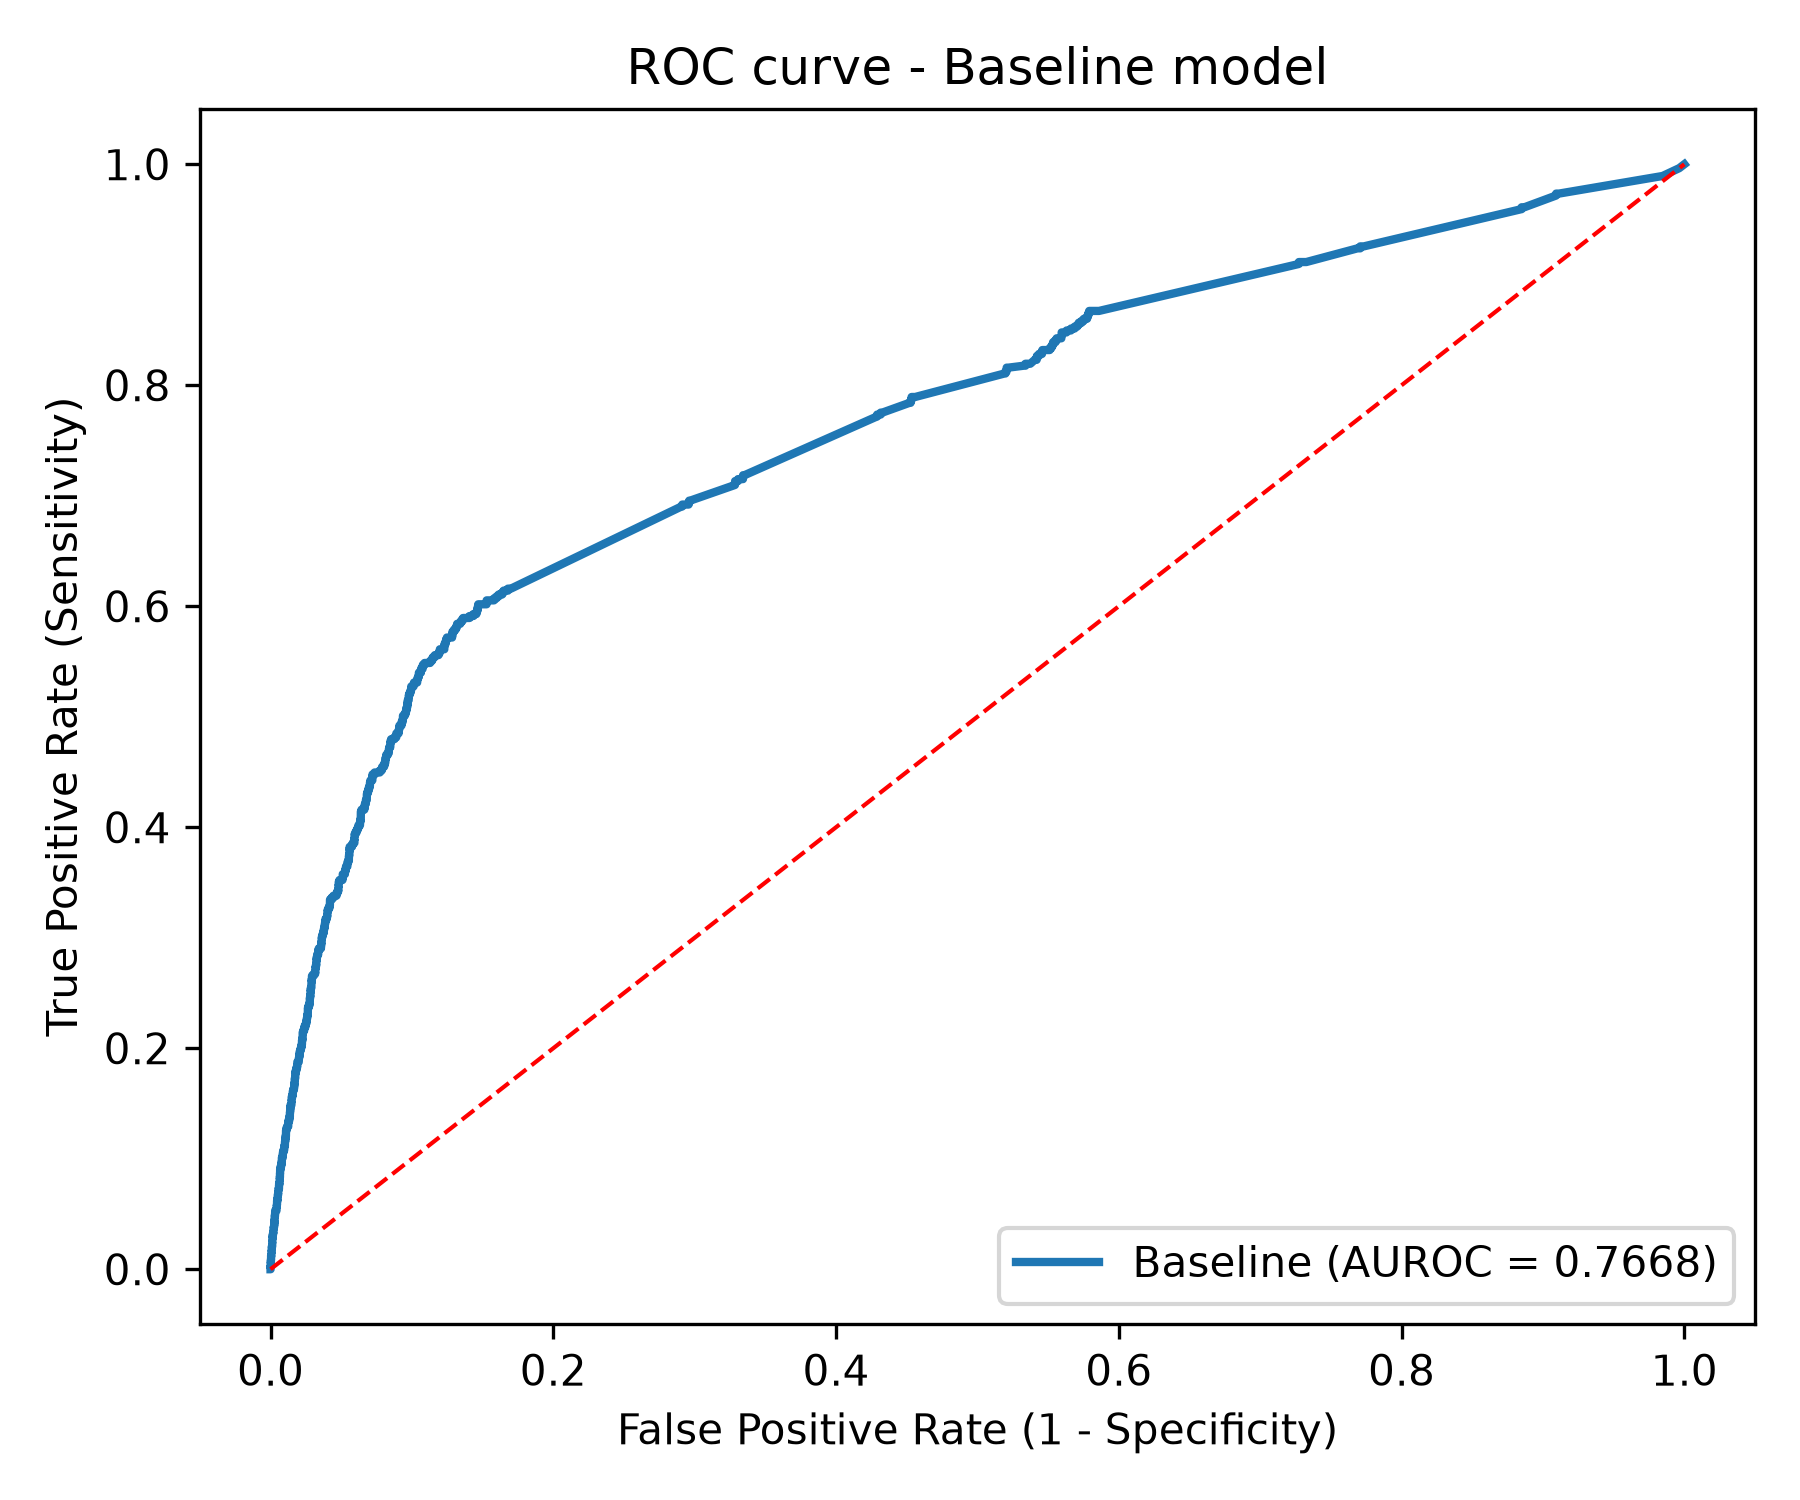 ROC curve - Baseline model
1.0
0.8
0.6
0.4
0.2
0.0
True Positive Rate (Sensitivity)
Baseline (AUROC = 0.7668)
0.0 0.2 0.4 0.6 0.8 1.0
False Positive Rate (1 - Specificity)